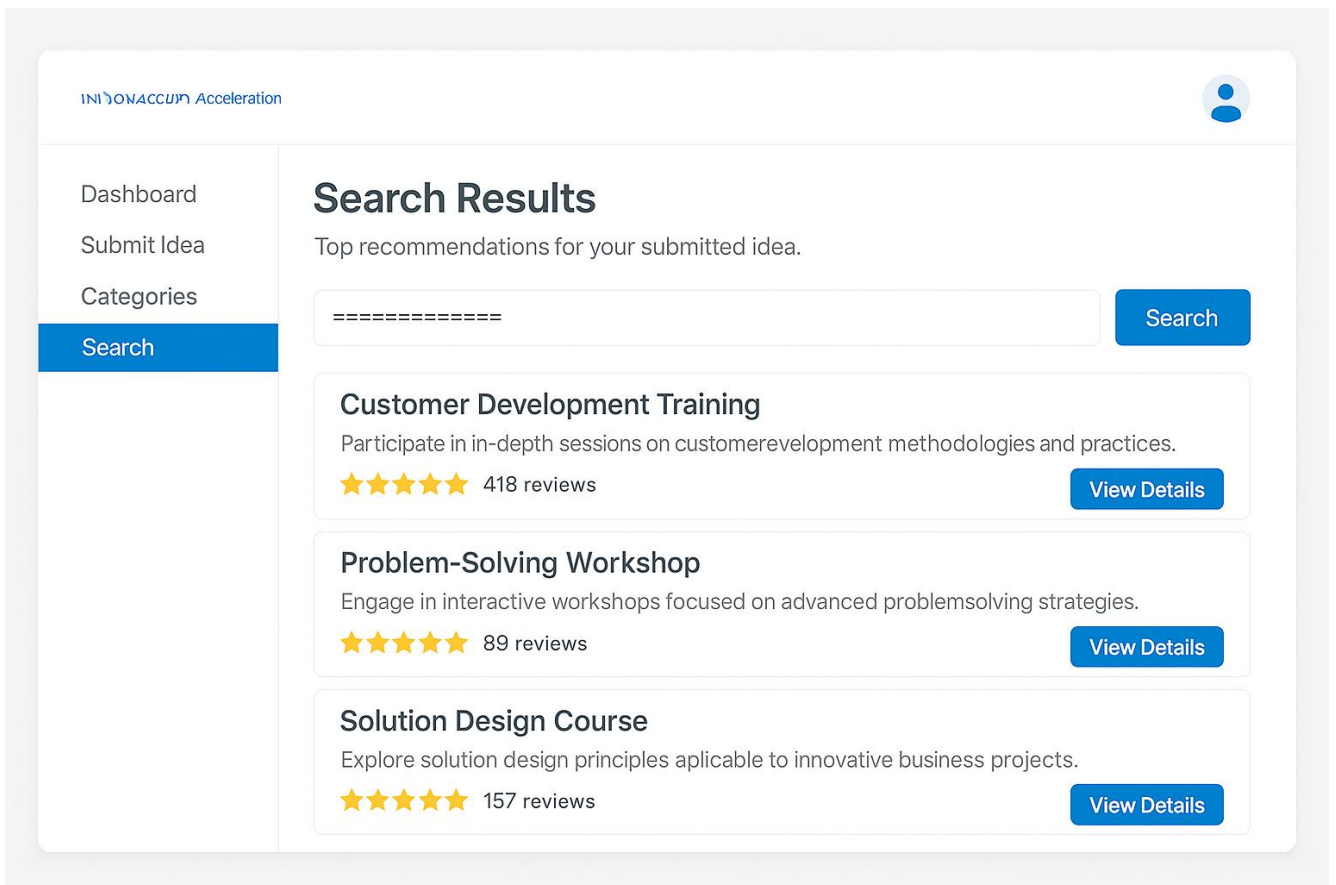 Acceleration
Dashboard
Submit Idea
Categories
Search
Search Results
Top recommendations for your submitted idea.
=============
Search
Customer Development Training
Participate in in-depth sessions on customerevelopment methodologies and practices.
418 reviews
View Details
Problem-Solving Workshop
Engage in interactive workshops focused on advanced problemsolving strategies.
89 reviews
View Details
Solution Design Course
Explore solution design principles aplicable to innovative business projects.
157 reviews
View Details